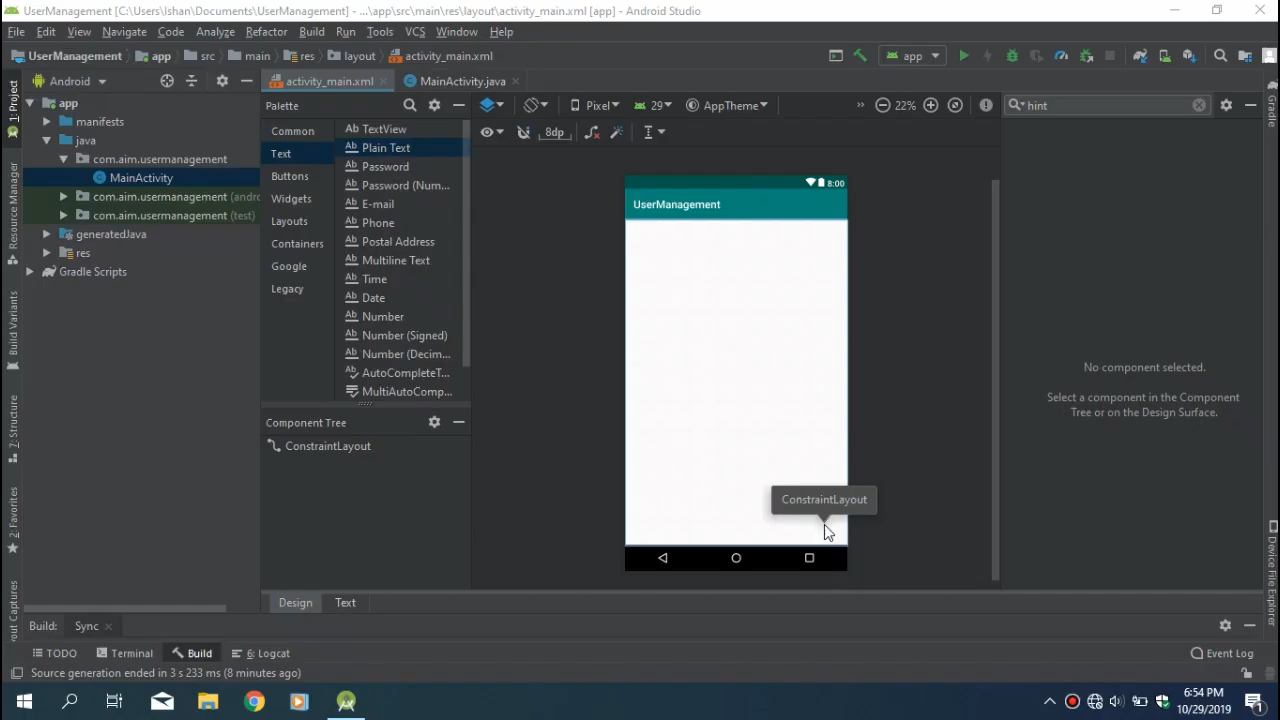 UserManagement [C:\Users\Ishan\Documents\UserManagement] - ...\app\src\main\res\layout\activity_main.xml [app] - Android Studio
File Edit View Navigate Code Analyze Refactor Build Run Tools VCS Window Help
UserManagement app src main res layout activity_main.xml app
1: Project
Resource Manager
Build Variants
7: Structure
2: Favorites
yout Captures
Android
app
manifests
java
com.aim.usermanagement
MainActivity
com.aim.usermanagement (andro
com.aim.usermanagement (test)
generatedJava
res
Gradle Scripts
activity_main.xml MainActivity.java
Palette
Common
Text
Buttons
Widgets
Layouts
Containers
Google
Legacy
Ab TextView
Ab Plain Text
Ab Password
Ab Password (Num...
Ab E-mail
Ab Phone
Ab Postal Address
Ab Multiline Text
Ab Time
Ab Date
Ab Number
Ab Number (Signed)
Ab Number (Decim...
Ab AutoCompleteT...
MultiAutoComp...
Component Tree
ConstraintLayout
Pixel 29 AppTheme 22%
8dp
8:00
UserManagement
ConstraintLayout
hint
No component selected.
Select a component in the Component
Tree or on the Design Surface.
Gradle
Device File Explorer
Design Text
Build: Sync
TODO Terminal Build 6: Logcat Event Log
Source generation ended in 3 s 233 ms (8 minutes ago)
6:54 PM
10/29/2019
1